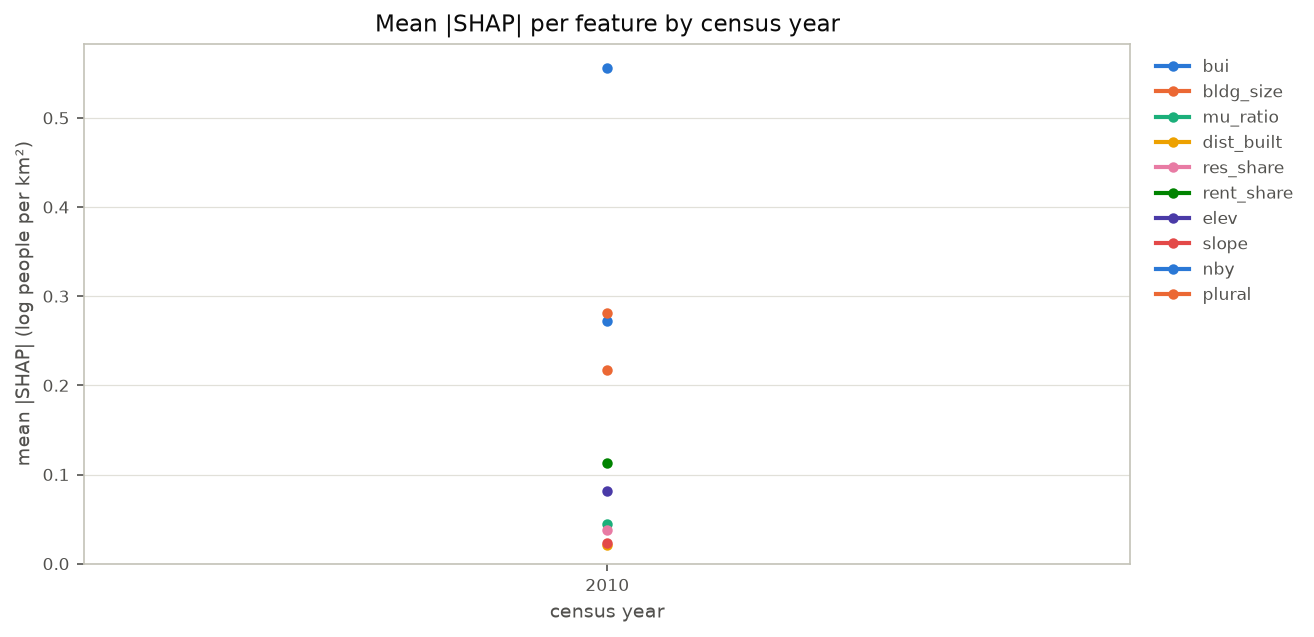 Mean |SHAP| per feature by census year
mean |SHAP| (log people per km²)
0.5
0.4
0.3
0.2
0.1
0.0
2010
census year
bui
bldg_size
mu_ratio
dist_built
res_share
rent_share
elev
slope
nby
plural